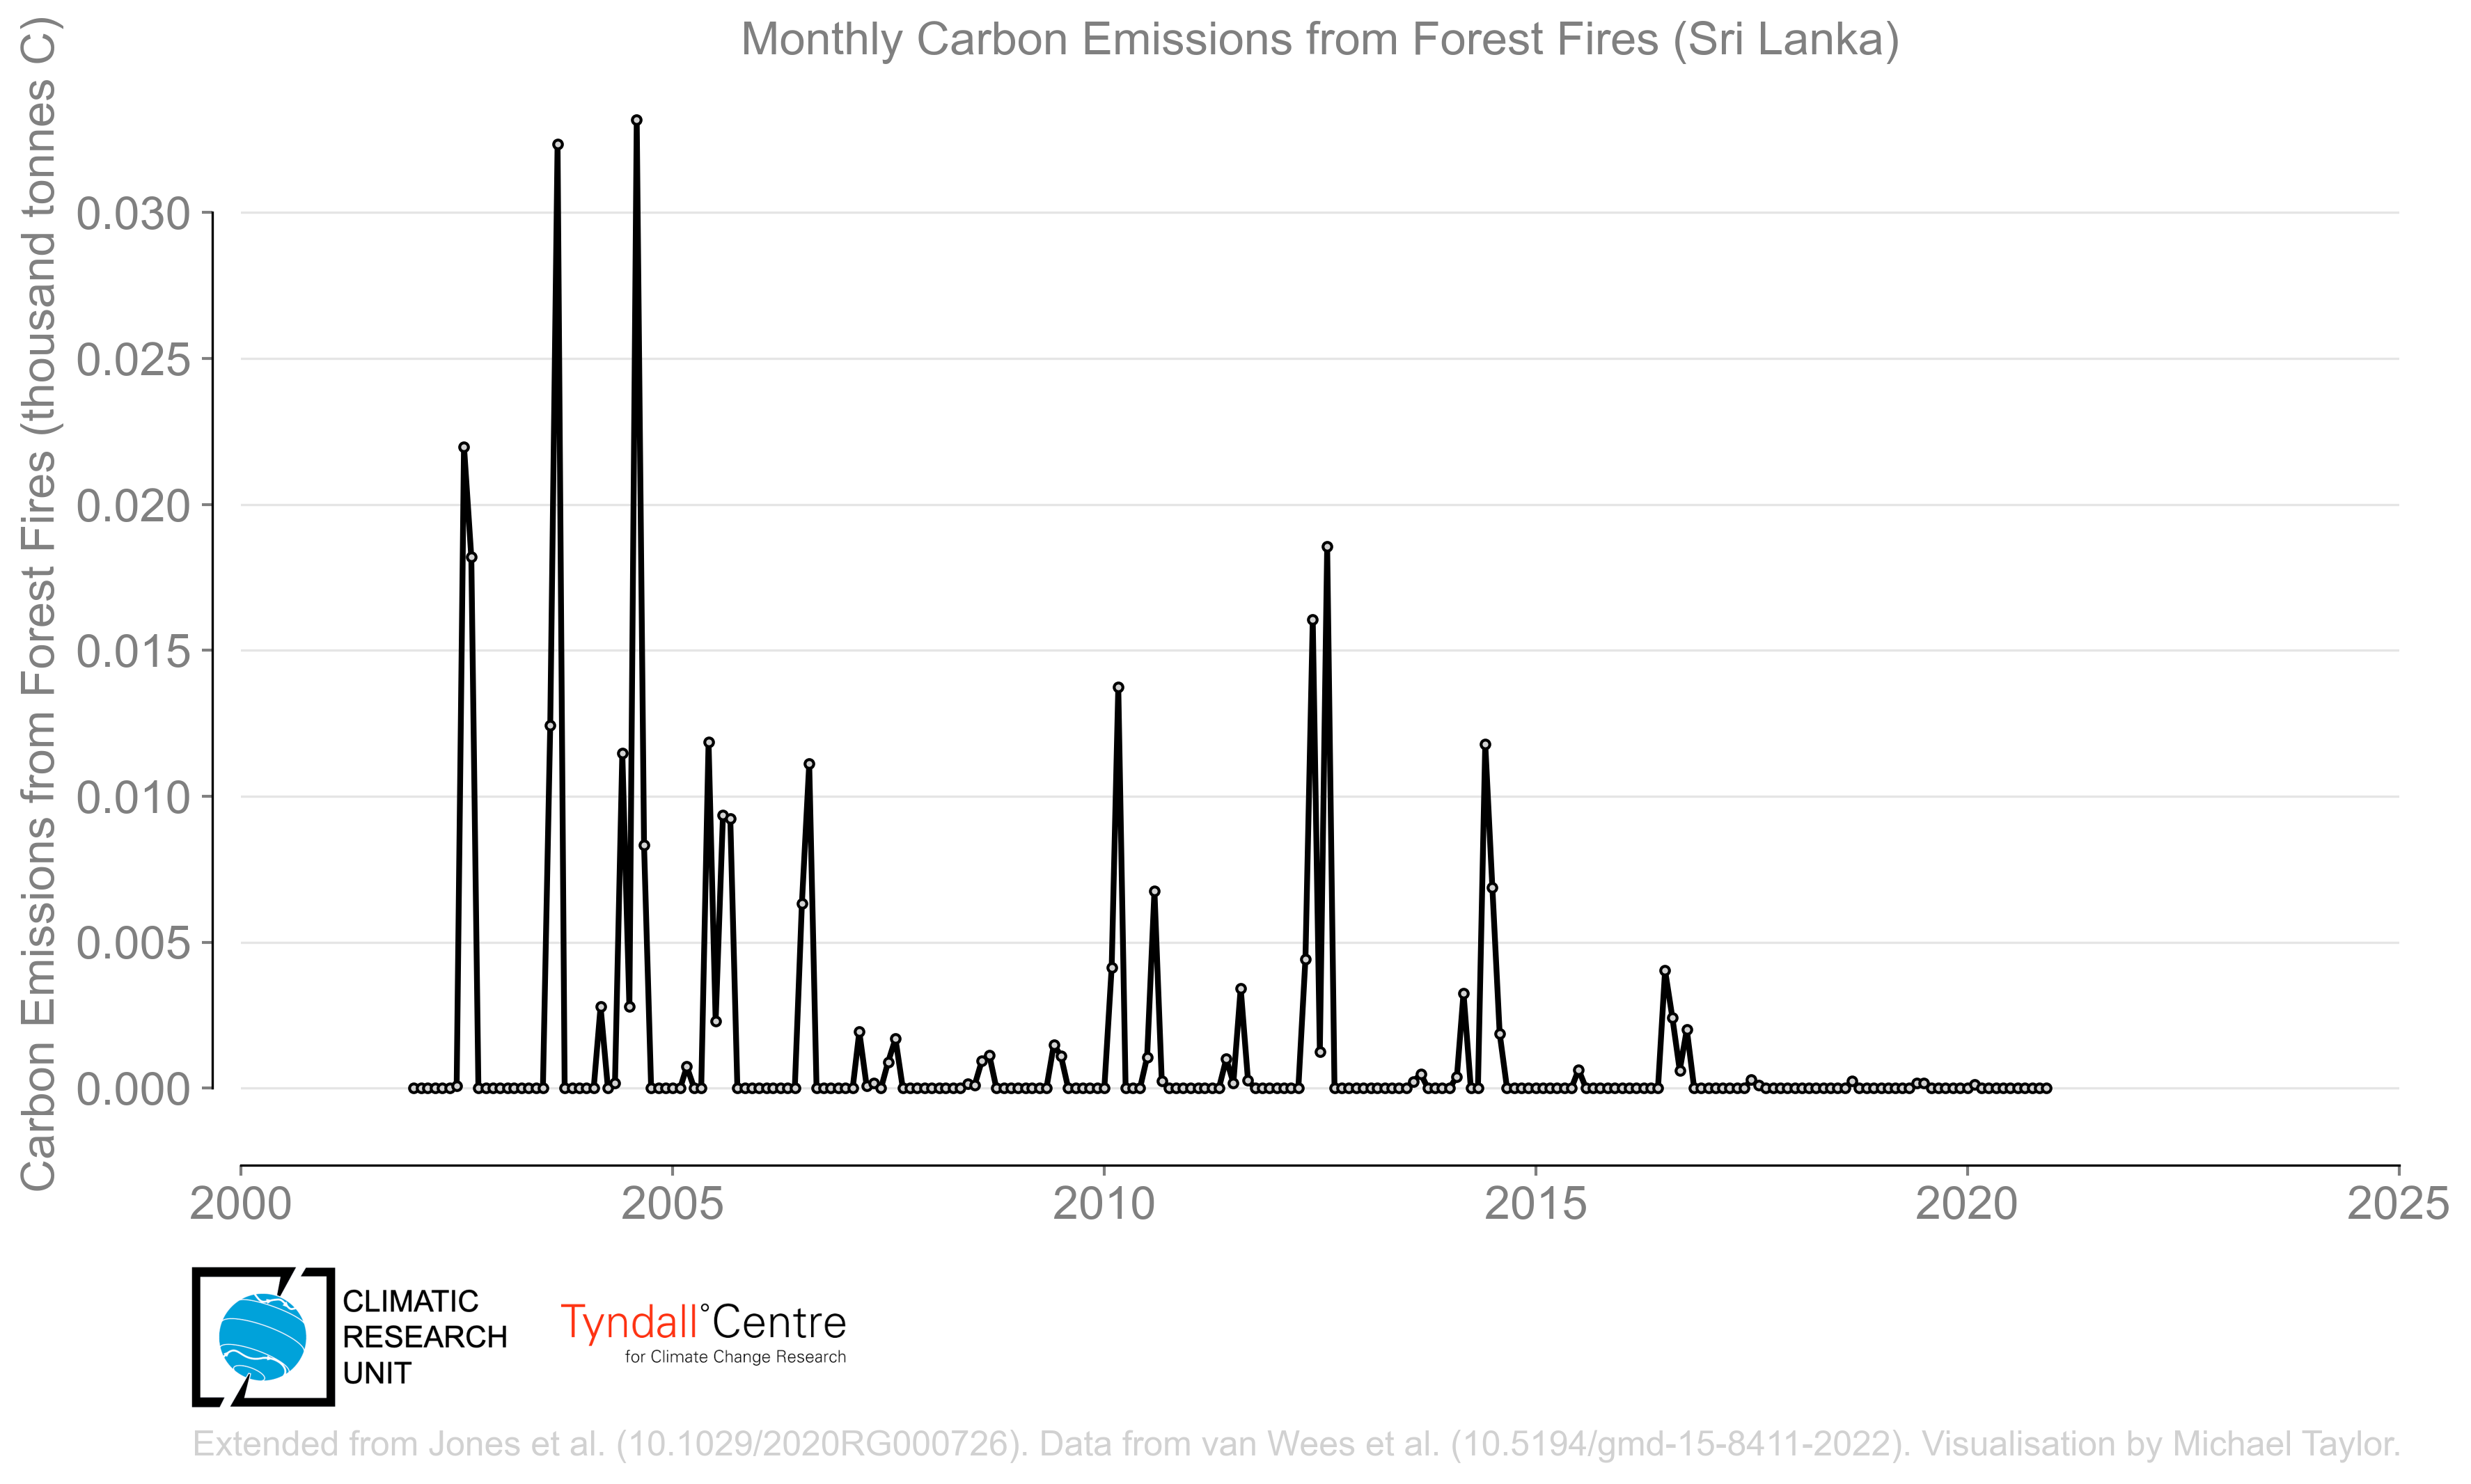 Monthly Carbon Emissions from Forest Fires (Sri Lanka)
Carbon Emissions from Forest Fires (thousand tonnes C)
0.030
0.025
0.020
0.015
0.010
0.005
0.000
2000 2005 2010 2015 2020 2025
CLIMATIC
RESEARCH
UNIT
Tyndall°Centre
for Climate Change Research
Extended from Jones et al. (10.1029/2020RG000726). Data from van Wees et al. (10.5194/gmd-15-8411-2022). Visualisation by Michael Taylor.